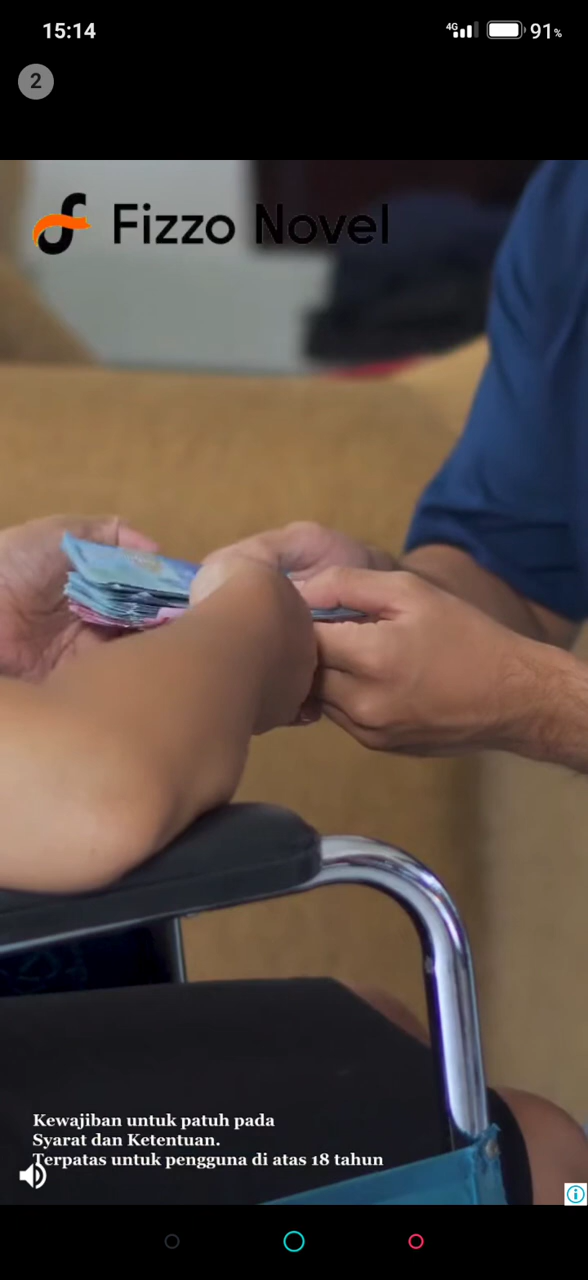 15:14
4G
91%
2
Fizzo Novel
Kewajiban untuk patuh pada
Syarat dan Ketentuan.
Terpatas untuk pengguna di atas 18 tahun